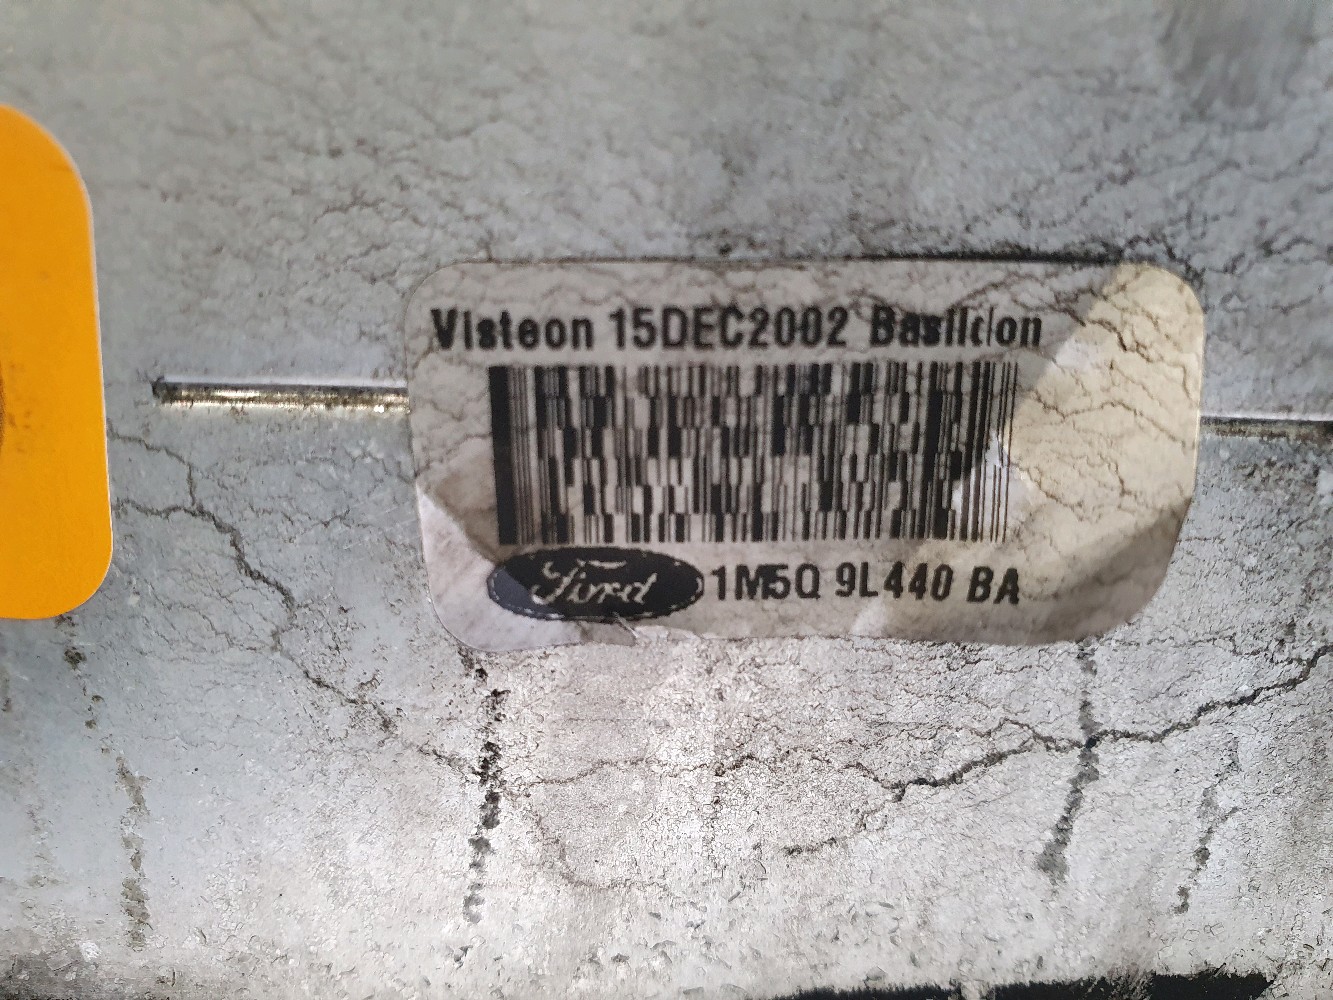 Visteon 15DEC2002 Basildon
Ford 1M5Q 9L440 BA